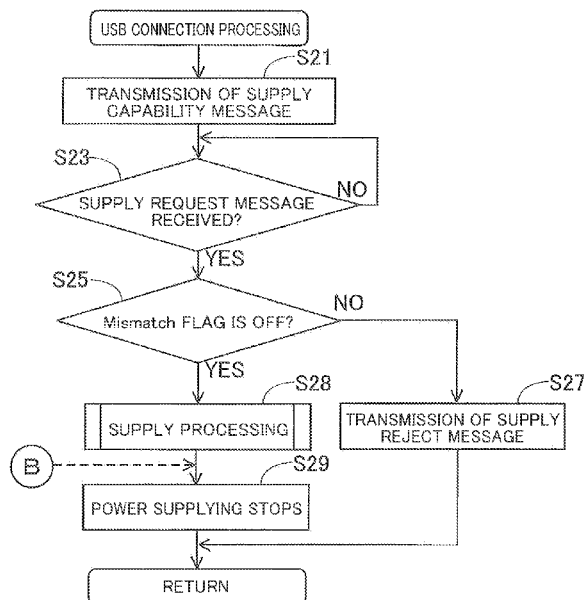 USB CONNECTION PROCESSING
S21
TRANSMISSION OF SUPPLY
CAPABILITY MESSAGE
S23
SUPPLY REQUEST MESSAGE
RECEIVED?
NO
YES
S25
Mismatch FLAG IS OFF?
NO
YES
S28
SUPPLY PROCESSING
S27
TRANSMISSION OF SUPPLY
REJECT MESSAGE
B
S29
POWER SUPPLYING STOPS
RETURN